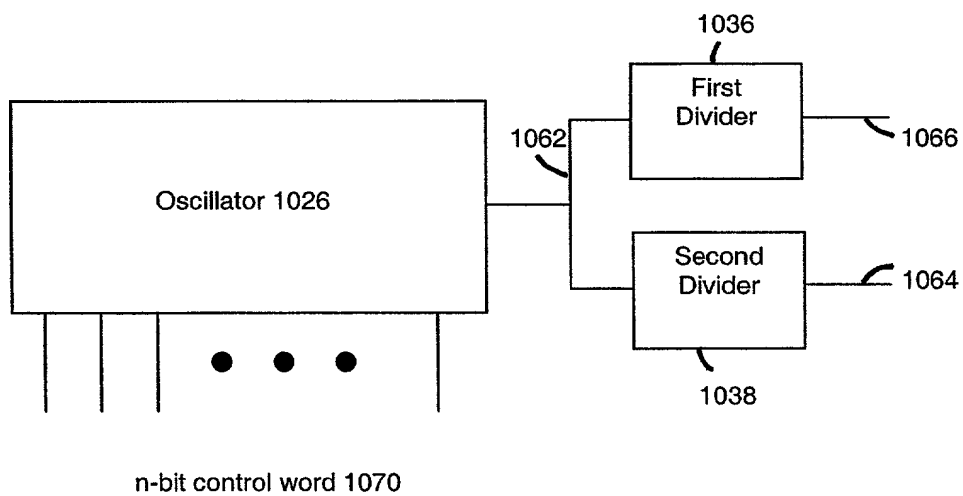 1036
First
Divider
1066
1062
Oscillator 1026
Second
Divider
1064
1038
n-bit control word 1070